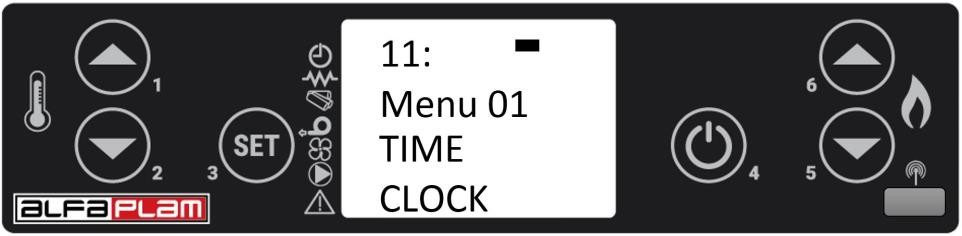 1
2
SET
3
11:
Menu 01
TIME
CLOCK
6
5
4
ALFAPLAM